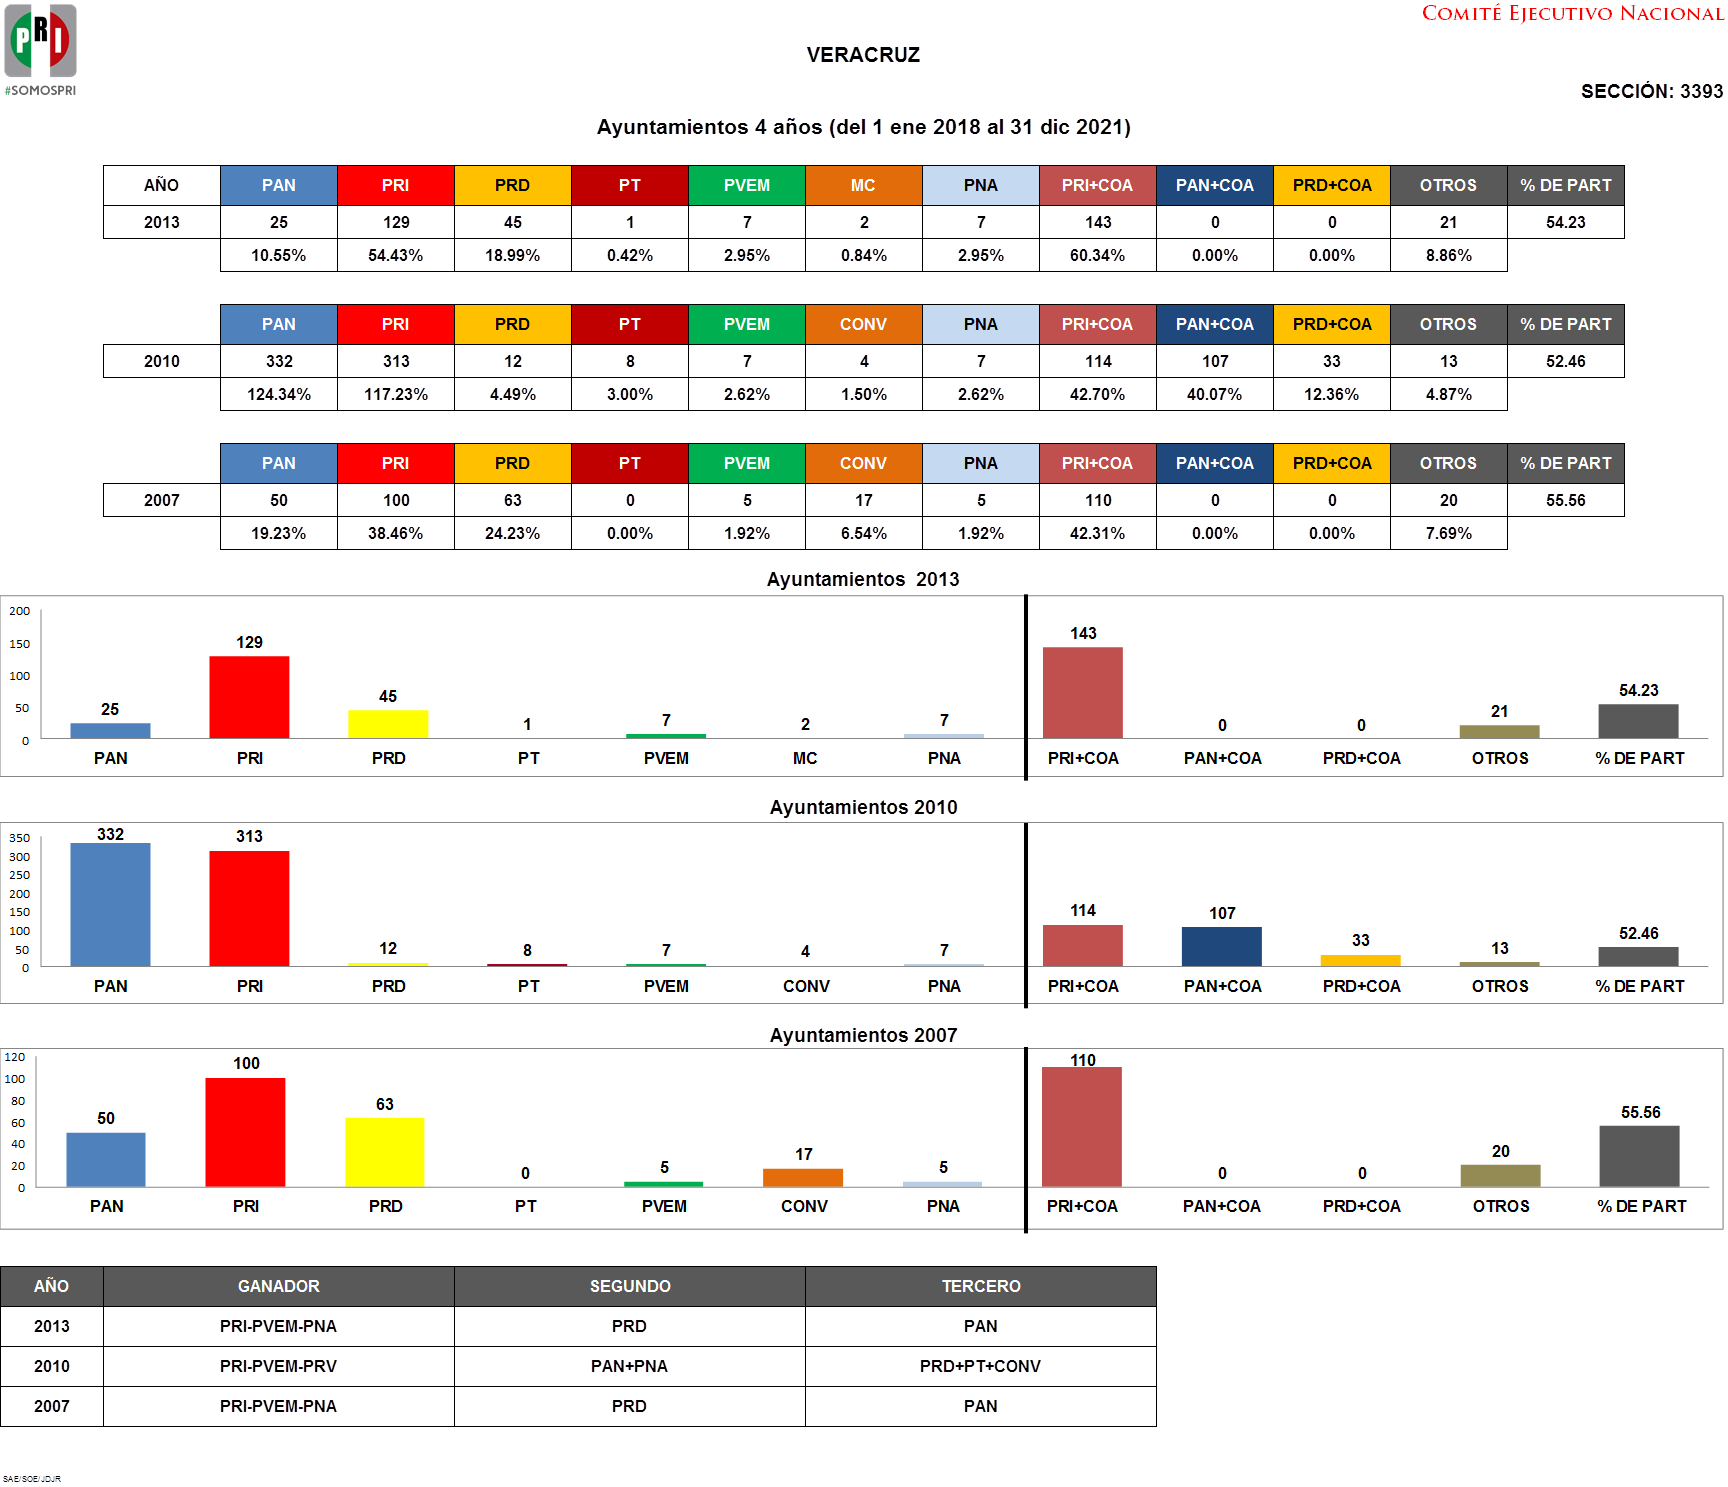 PRI
#SOMOSPRI
COMITÉ EJECUTIVO NACIONAL
VERACRUZ
SECCIÓN: 3393
Ayuntamientos 4 años (del 1 ene 2018 al 31 dic 2021)
AÑO PAN PRI PRD PT PVEM MC PNA PRI+COA PAN+COA PRD+COA OTROS % DE PART
2013 25 129 45 1 7 2 7 143 0 0 21 54.23
10.55% 54.43% 18.99% 0.42% 2.95% 0.84% 2.95% 60.34% 0.00% 0.00% 8.86%
PAN PRI PRD PT PVEM CONV PNA PRI+COA PAN+COA PRD+COA OTROS % DE PART
2010 332 313 12 8 7 4 7 114 107 33 13 52.46
124.34% 117.23% 4.49% 3.00% 2.62% 1.50% 2.62% 42.70% 40.07% 12.36% 4.87%
PAN PRI PRD PT PVEM CONV PNA PRI+COA PAN+COA PRD+COA OTROS % DE PART
2007 50 100 63 0 5 17 5 110 0 0 20 55.56
19.23% 38.46% 24.23% 0.00% 1.92% 6.54% 1.92% 42.31% 0.00% 0.00% 7.69%
Ayuntamientos 2013
200
150
100
50
0
25 129 45 1 7 2 7 143 0 0 21 54.23
PAN PRI PRD PT PVEM MC PNA PRI+COA PAN+COA PRD+COA OTROS % DE PART
Ayuntamientos 2010
350
300
250
200
150
100
50
0
332 313 12 8 7 4 7 114 107 33 13 52.46
PAN PRI PRD PT PVEM CONV PNA PRI+COA PAN+COA PRD+COA OTROS % DE PART
Ayuntamientos 2007
120
100
80
60
40
20
0
50 100 63 0 5 17 5 110 0 0 20 55.56
PAN PRI PRD PT PVEM CONV PNA PRI+COA PAN+COA PRD+COA OTROS % DE PART
AÑO GANADOR SEGUNDO TERCERO
2013 PRI-PVEM-PNA PRD PAN
2010 PRI-PVEM-PRV PAN+PNA PRD+PT+CONV
2007 PRI-PVEM-PNA PRD PAN
SAE/SOE/JDJR